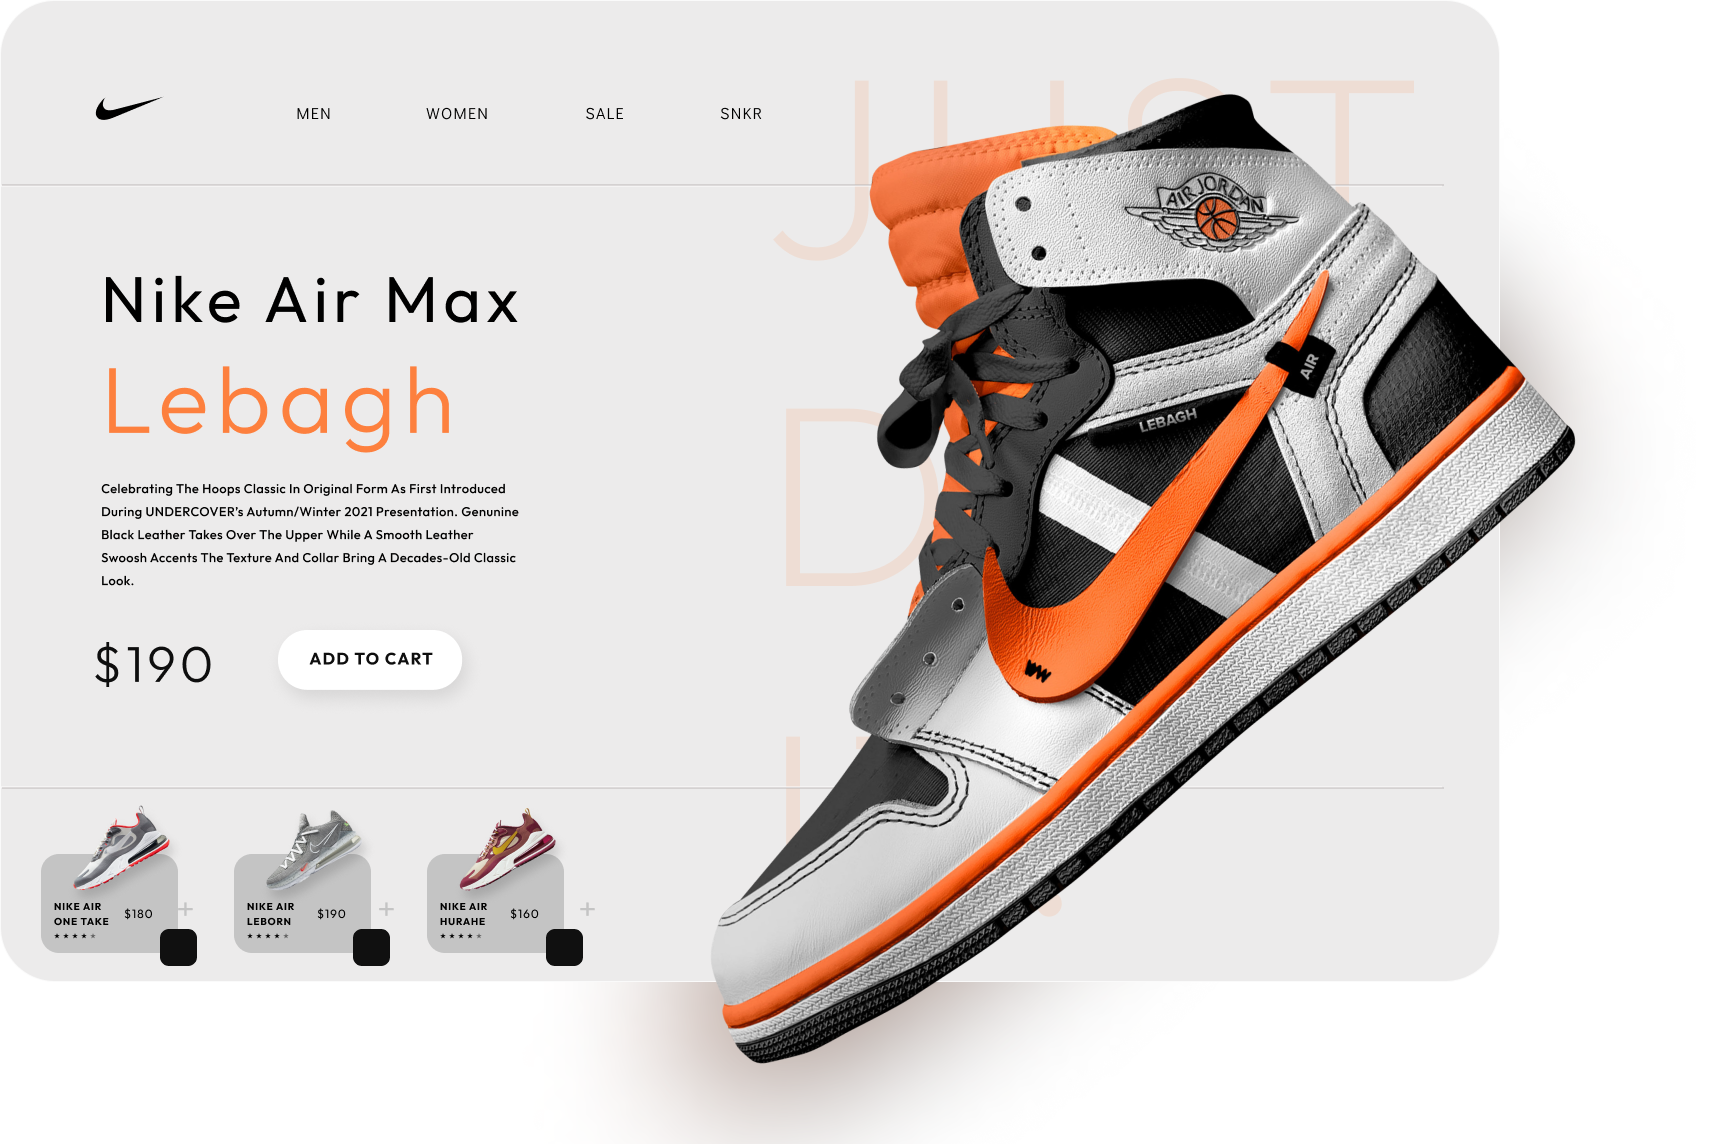 JUST
MEN
WOMEN
SALE
SNKR
AIR JORDAN
Nike Air Max
Lebagh
AIR
LEBAGH
D
IT.
Celebrating The Hoops Classic In Original Form As First Introduced
During UNDERCOVER's Autumn/Winter 2021 Presentation. Genunine
Black Leather Takes Over The Upper While A Smooth Leather
Swoosh Accents The Texture And Collar Bring A Decades-Old Classic
Look.
$190
ADD TO CART
NIKE AIR
ONE TAKE
$180
+
NIKE AIR
LEBORN
$190
+
NIKE AIR
HURAHE
$160
+